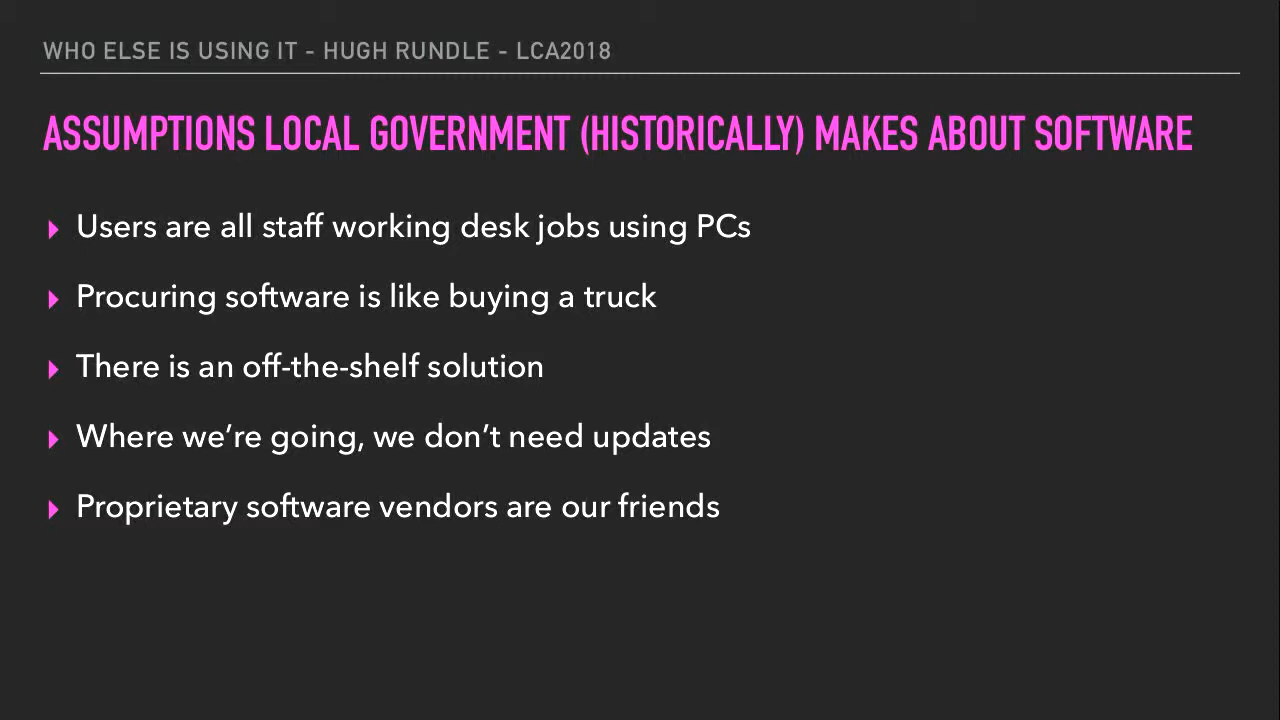 WHO ELSE IS USING IT - HUGH RUNDLE - LCA2018
ASSUMPTIONS LOCAL GOVERNMENT (HISTORICALLY) MAKES ABOUT SOFTWARE
Users are all staff working desk jobs using PCs
Procuring software is like buying a truck
There is an off-the-shelf solution
Where we’re going, we don’t need updates
Proprietary software vendors are our friends